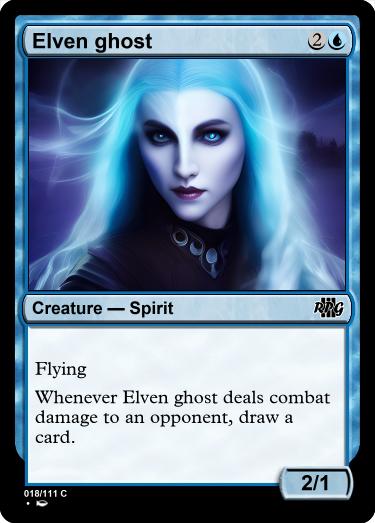 Elven ghost 2
Creature — Spirit RPG
Flying
Whenever Elven ghost deals combat
damage to an opponent, draw a
card.
2/1
018/111 C